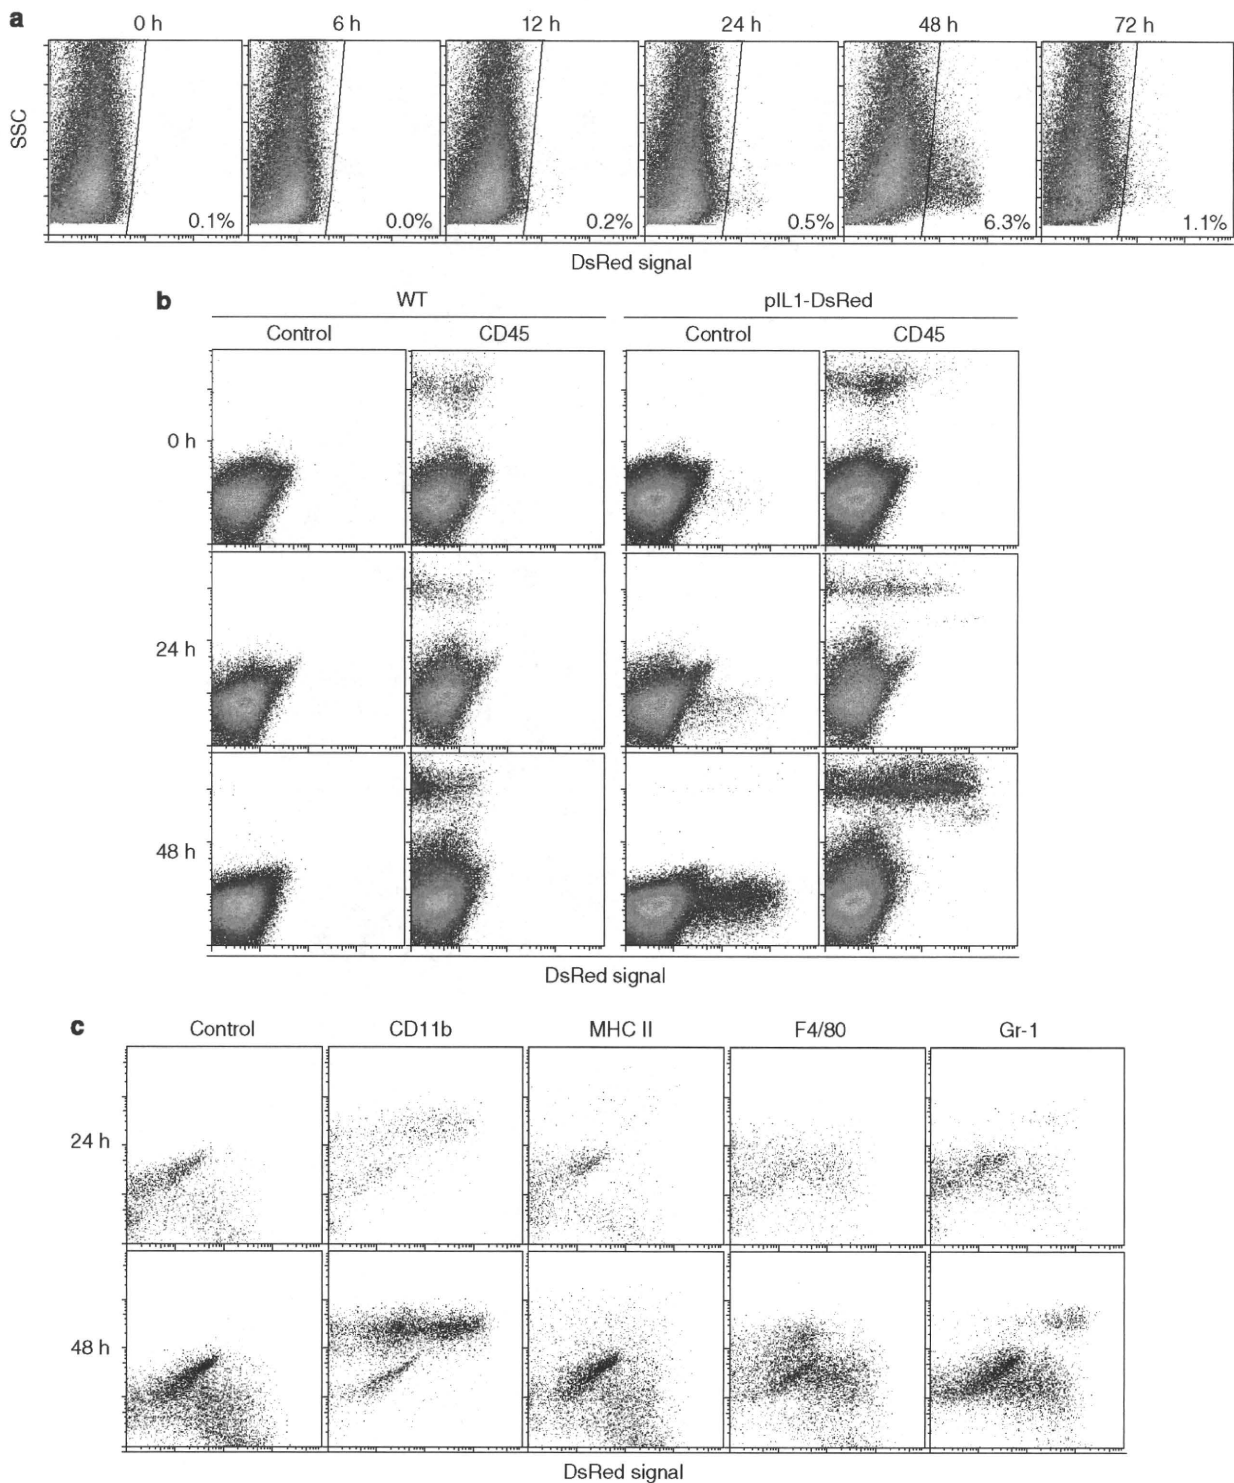 a
0 h 6 h 12 h 24 h 48 h 72 h
SSC
0.1% 0.0% 0.2% 0.5% 6.3% 1.1%
DsRed signal
b
WT pIL1-DsRed
Control CD45 Control CD45
0 h
24 h
48 h
DsRed signal
c
Control CD11b MHC II F4/80 Gr-1
24 h
48 h
DsRed signal